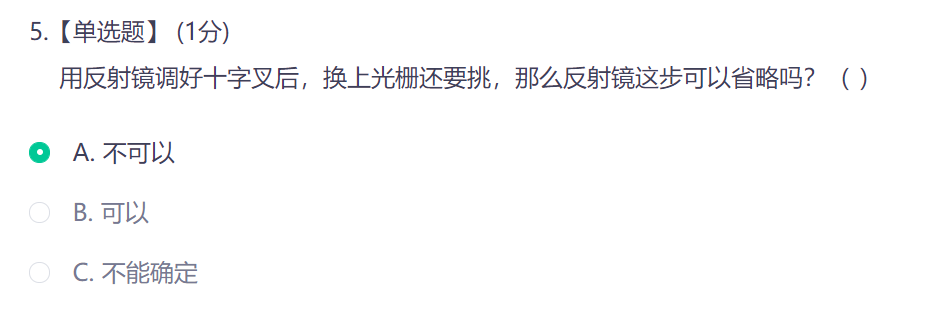 5.【单选题】 (1分)
用反射镜调好十字叉后，换上光栅还要挑，那么反射镜这步可以省略吗？（ ）
A. 不可以
B. 可以
C. 不能确定